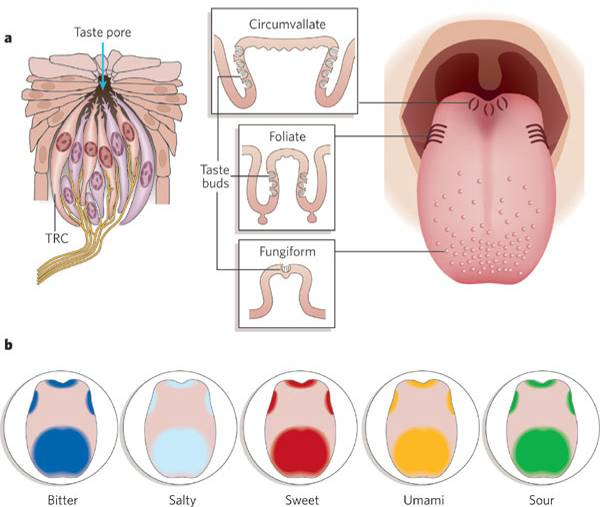 a
Taste pore
TRC
Circumvallate
Foliate
Taste
buds
Fungiform
b
Bitter
Salty
Sweet
Umami
Sour